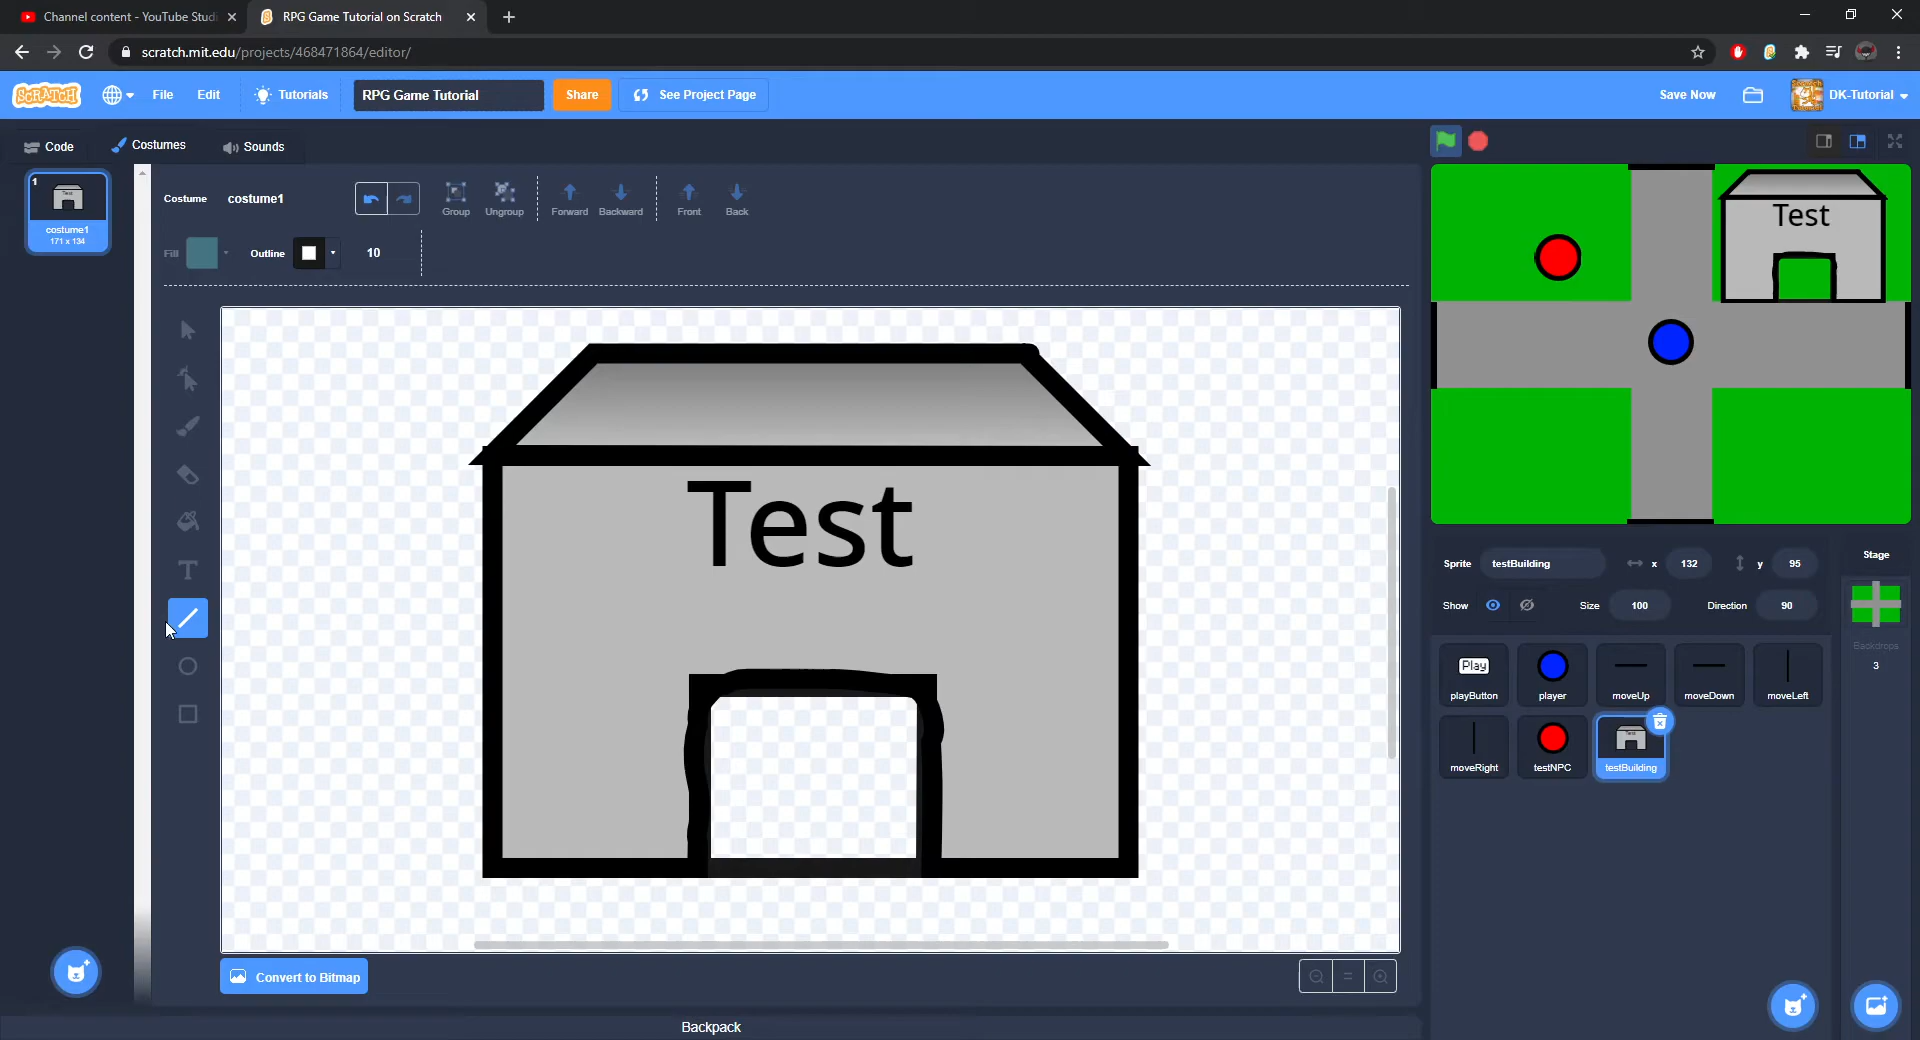 Channel content - YouTube Studi
RPG Game Tutorial on Scratch
scratch.mit.edu/projects/468471864/editor/
SCRATCH
File
Edit
Tutorials
RPG Game Tutorial
Share
See Project Page
Save Now
DK-Tutorial
Code
Costumes
Sounds
1
Test
costume1
171 x 134
Costume
costume1
Group
Ungroup
Forward
Backward
Front
Back
Fill
Outline
10
Test
Convert to Bitmap
Backpack
Test
Sprite
testBuilding
x
132
y
95
Show
Size
100
Direction
90
Play
playButton
player
moveUp
moveDown
moveLeft
moveRight
testNPC
Test
testBuilding
Stage
Backdrops
3